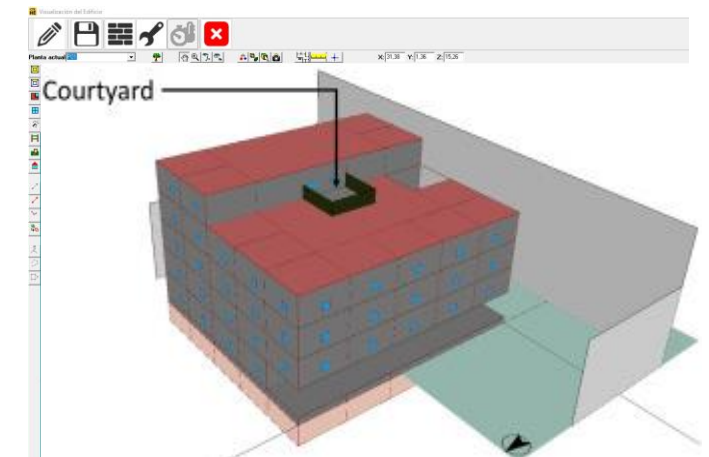 Visualización del Edificio
Planta actual
X: 31,38 Y: 1,36 Z: 15,26
Courtyard